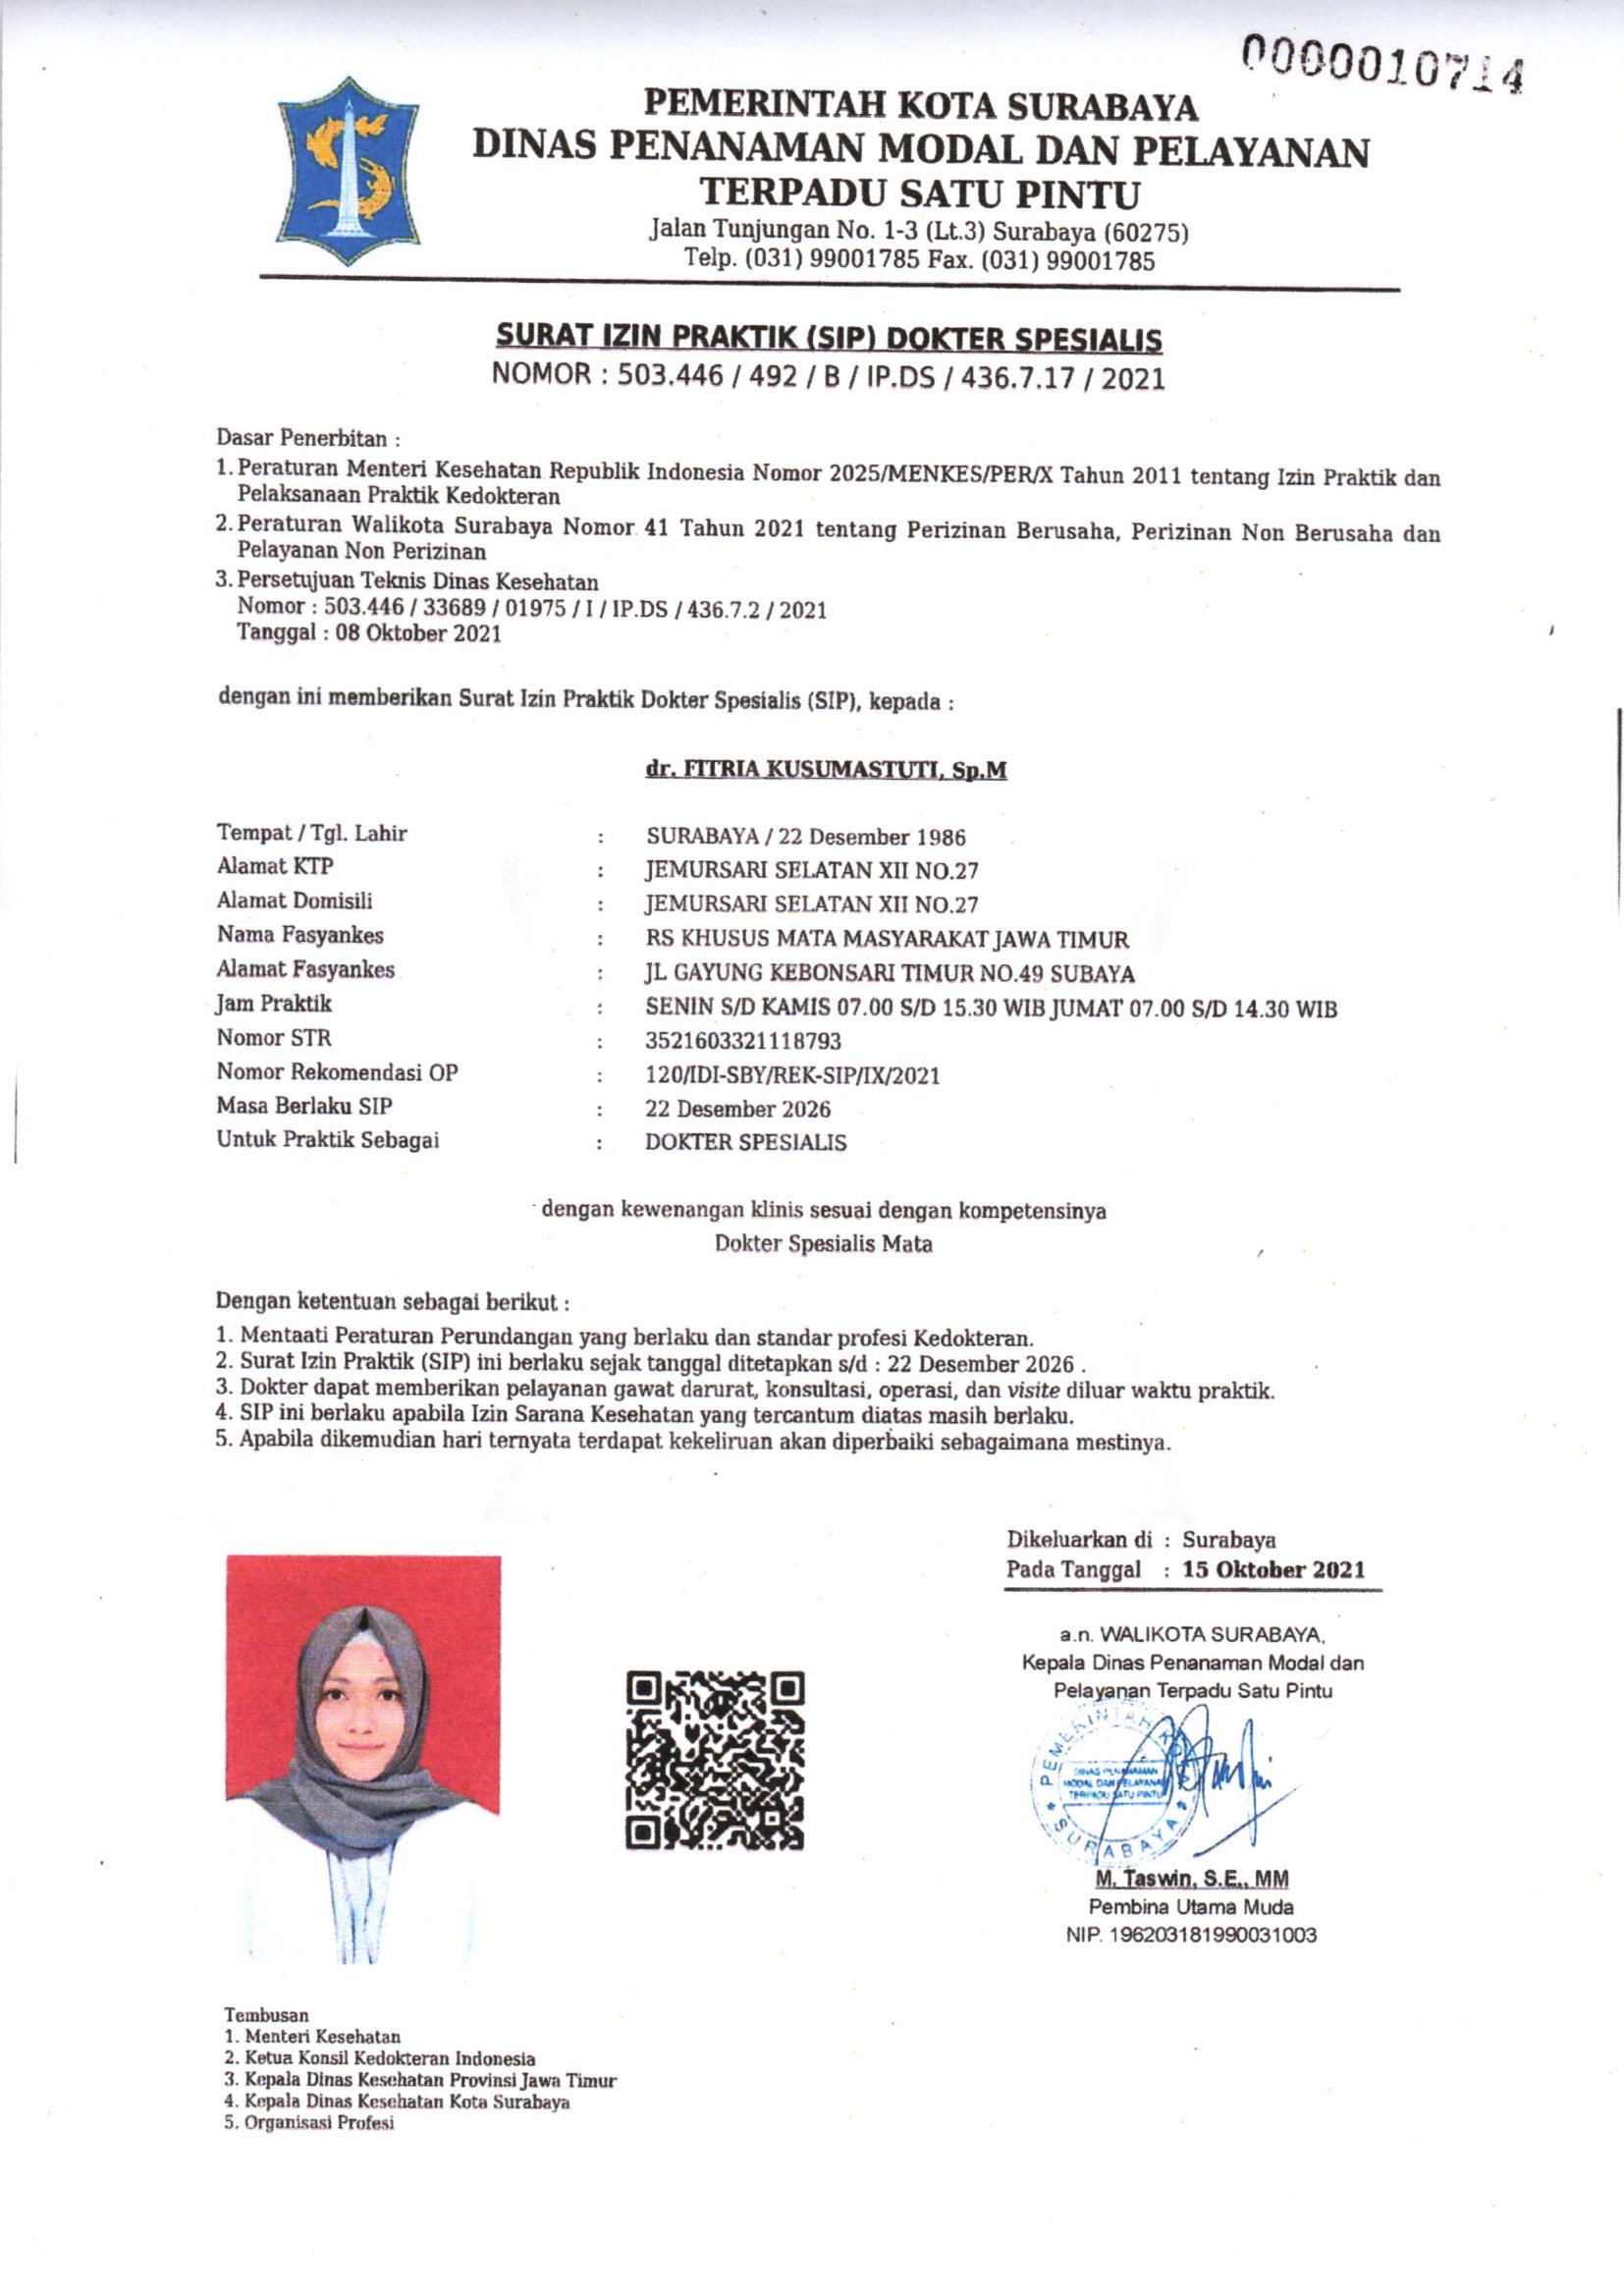 0000010714
PEMERINTAH KOTA SURABAYA
DINAS PENANAMAN MODAL DAN PELAYANAN
TERPADU SATU PINTU
Jalan Tunjungan No. 1-3 (Lt.3) Surabaya (60275)
Telp. (031) 99001785 Fax. (031) 99001785
SURAT IZIN PRAKTIK (SIP) DOKTER SPESIALIS
NOMOR : 503.446 / 492 / B / IP.DS / 436.7.17 / 2021
Dasar Penerbitan :
1. Peraturan Menteri Kesehatan Republik Indonesia Nomor 2025/MENKES/PER/X Tahun 2011 tentang Izin Praktik dan
Pelaksanaan Praktik Kedokteran
2. Peraturan Walikota Surabaya Nomor 41 Tahun 2021 tentang Perizinan Berusaha, Perizinan Non Berusaha dan
Pelayanan Non Perizinan
3. Persetujuan Teknis Dinas Kesehatan
Nomor : 503.446 / 33689 / 01975 / I / IP.DS / 436.7.2 / 2021
Tanggal : 08 Oktober 2021
dengan ini memberikan Surat Izin Praktik Dokter Spesialis (SIP), kepada :
dr. FITRIA KUSUMASTUTI, Sp.M
Tempat / Tgl. Lahir : SURABAYA / 22 Desember 1986
Alamat KTP : JEMURSARI SELATAN XII NO.27
Alamat Domisili : JEMURSARI SELATAN XII NO.27
Nama Fasyankes : RS KHUSUS MATA MASYARAKAT JAWA TIMUR
Alamat Fasyankes : JL GAYUNG KEBONSARI TIMUR NO.49 SUBAYA
Jam Praktik : SENIN S/D KAMIS 07.00 S/D 15.30 WIB JUMAT 07.00 S/D 14.30 WIB
Nomor STR : 3521603321118793
Nomor Rekomendasi OP : 120/IDI-SBY/REK-SIP/IX/2021
Masa Berlaku SIP : 22 Desember 2026
Untuk Praktik Sebagai : DOKTER SPESIALIS
dengan kewenangan klinis sesuai dengan kompetensinya
Dokter Spesialis Mata
Dengan ketentuan sebagai berikut :
1. Mentaati Peraturan Perundangan yang berlaku dan standar profesi Kedokteran.
2. Surat Izin Praktik (SIP) ini berlaku sejak tanggal ditetapkan s/d : 22 Desember 2026 .
3. Dokter dapat memberikan pelayanan gawat darurat, konsultasi, operasi, dan visite diluar waktu praktik.
4. SIP ini berlaku apabila Izin Sarana Kesehatan yang tercantum diatas masih berlaku.
5. Apabila dikemudian hari ternyata terdapat kekeliruan akan diperbaiki sebagaimana mestinya.
Dikeluarkan di : Surabaya
Pada Tanggal : 15 Oktober 2021
a.n. WALIKOTA SURABAYA,
Kepala Dinas Penanaman Modal dan
Pelayanan Terpadu Satu Pintu
PEMERINTAH KOTA
DINAS PENANAMAN
MODAL DAN PELAYANAN
TERPADU SATU PINTU
SURABAYA
M. Taswin, S.E., MM
Pembina Utama Muda
NIP. 196203181990031003
Tembusan
1. Menteri Kesehatan
2. Ketua Konsil Kedokteran Indonesia
3. Kepala Dinas Kesehatan Provinsi Jawa Timur
4. Kepala Dinas Kesehatan Kota Surabaya
5. Organisasi Profesi